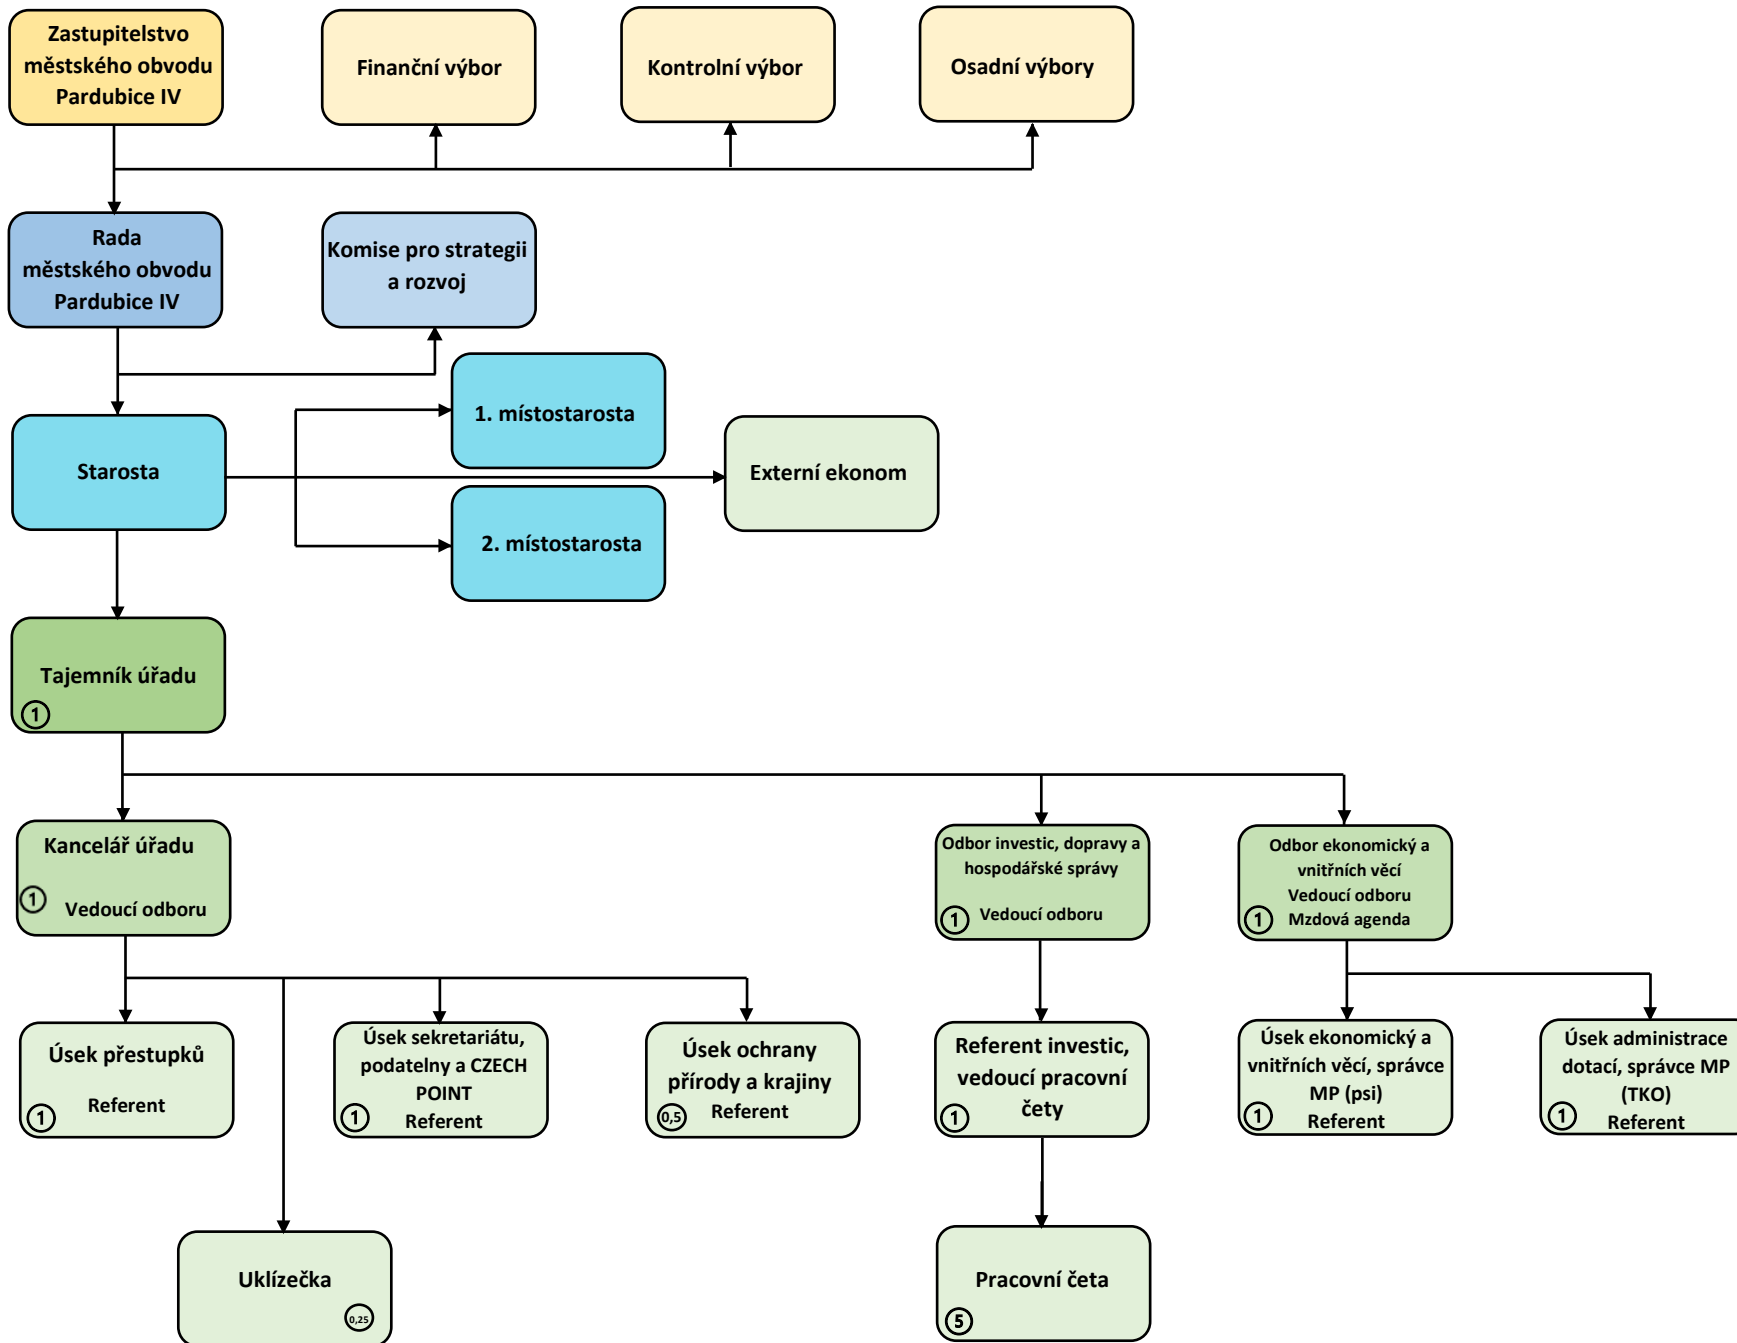 Zastupitelstvo
městského obvodu
Pardubice IV
Finanční výbor
Kontrolní výbor
Osadní výbory
Rada
městského obvodu
Pardubice IV
Komise pro strategii
a rozvoj
1. místostarosta
Starosta
Externí ekonom
2. místostarosta
Tajemník úřadu
1
Kancelář úřadu
1 Vedoucí odboru
Odbor investic, dopravy a
hospodářské správy
1 Vedoucí odboru
Odbor ekonomický a
vnitřních věcí
Vedoucí odboru
1 Mzdová agenda
Úsek přestupků
Referent
1
Úsek sekretariátu,
podatelny a CZECH
POINT
1 Referent
Úsek ochrany
přírody a krajiny
0,5 Referent
Referent investic,
vedoucí pracovní
čety
1
Úsek ekonomický a
vnitřních věcí, správce
MP (psi)
1 Referent
Úsek administrace
dotací, správce MP
(TKO)
1 Referent
Uklízečka
0,25
Pracovní četa
5